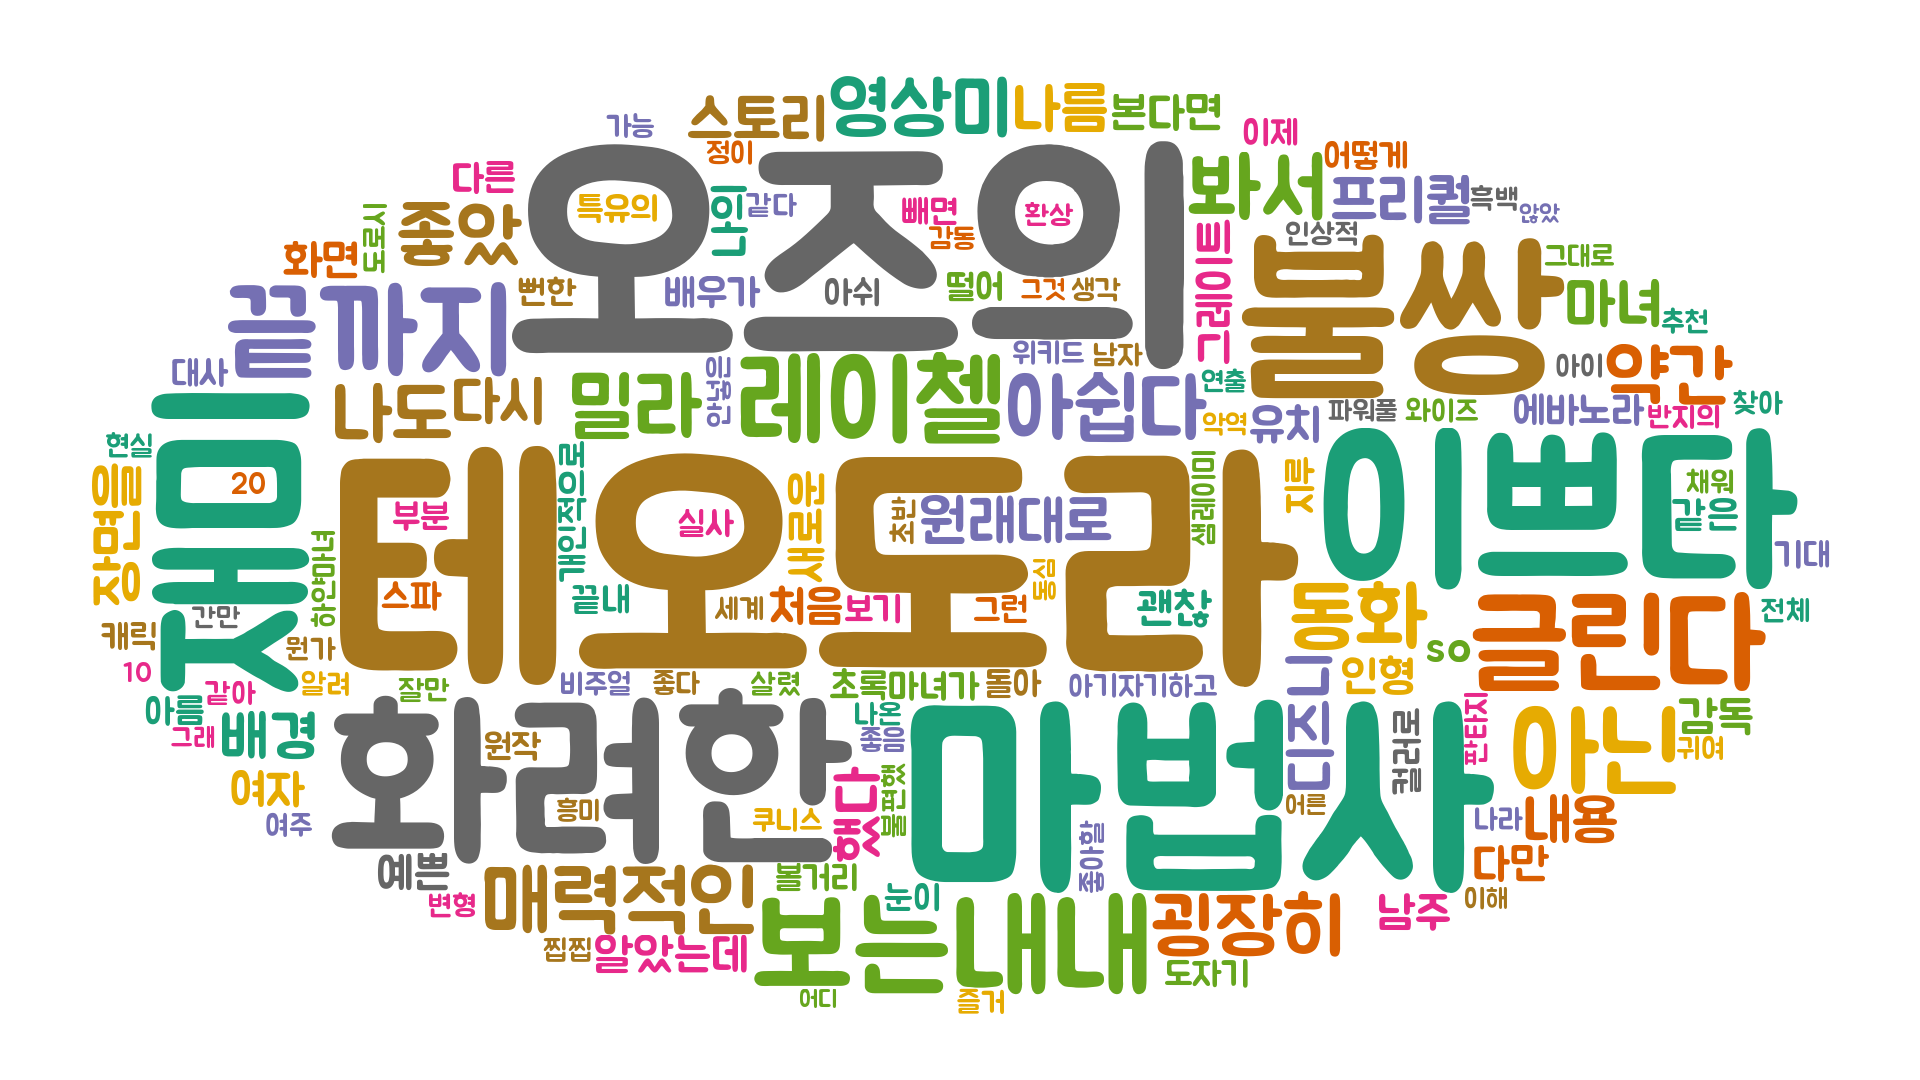 영상미
스토리
나름
본다면
가능
정이
이제
어떻게
다른
오즈의
봐서
프리퀄
흑백
않았
특유의
같다
빼면
환상
감동
인상적
도로시
좋았
화면
그레이트
불쌍
그대로
마녀
추천
끝까지
뻔한
배우가
아쉬
떨어
그것
생각
대사
나도
다시
밀라
레이첼
위키드
남자
아쉽다
연출
악역
유치
파워풀
와이즈
아이
약간
에바노라
반지의
찾아
재미
현실
20
장면을
테오도라
부분
개인적으로
실사
새로운
초반
원래대로
샘레이미
지루
이쁘다
채워
같은
기대
하얀마녀
간만
캐릭
스파
끝내
세계
처음
보기
그런
동심
괜찮
동화
so
글린다
전체
뭔가
10
같아
알려
잘만
비주얼
좋다
살렸
초록마녀가
돌아
아기자기하고
디즈니
인형
아름
그래
배경
화려한
원작
나온
좋음
마법사
컬러로
판타지
아닌
감독
귀여
여자
여주
흥미
쿠니스
했다
불편했
좋아할
어른
나라
내용
예쁜
변형
매력적인
볼거리
눈이
보는내내
굉장히
남주
다만
이해
찝찝
알았는데
도자기
어디
즐거